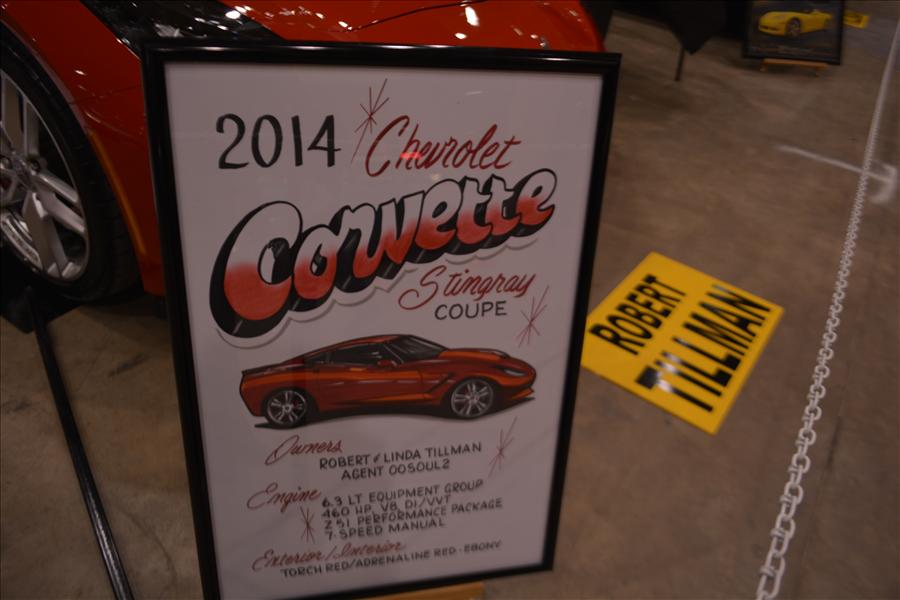 2014 Chevrolet
Corvette
Stingray
COUPE
Owners
ROBERT & LINDA TILLMAN
AGENT 00SOUL2
Engine
6.3 LT EQUIPMENT GROUP
460 HP, V8, DI/VVT
Z51 PERFORMANCE PACKAGE
7-SPEED MANUAL
Exterior/Interior
TORCH RED/ADRENALINE RED-EBONY
ROBERT
TILLMAN